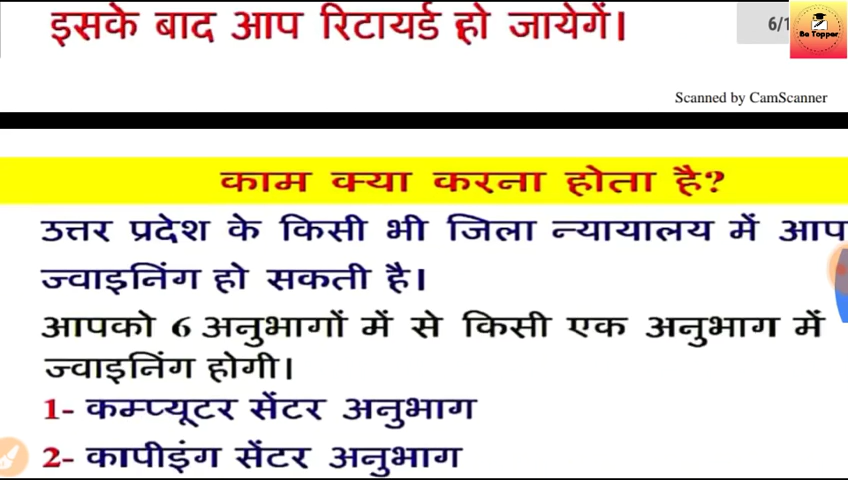 इसके बाद आप रिटायर्ड हो जायेगें।
6/1
Be Topper
Scanned by CamScanner
काम क्या करना होता है?
उत्तर प्रदेश के किसी भी जिला न्यायालय में आप
ज्वाइनिंग हो सकती है।
आपको 6 अनुभागों में से किसी एक अनुभाग में
ज्वाइनिंग होगी।
1- कम्प्यूटर सेंटर अनुभाग
2- कापीइंग सेंटर अनुभाग